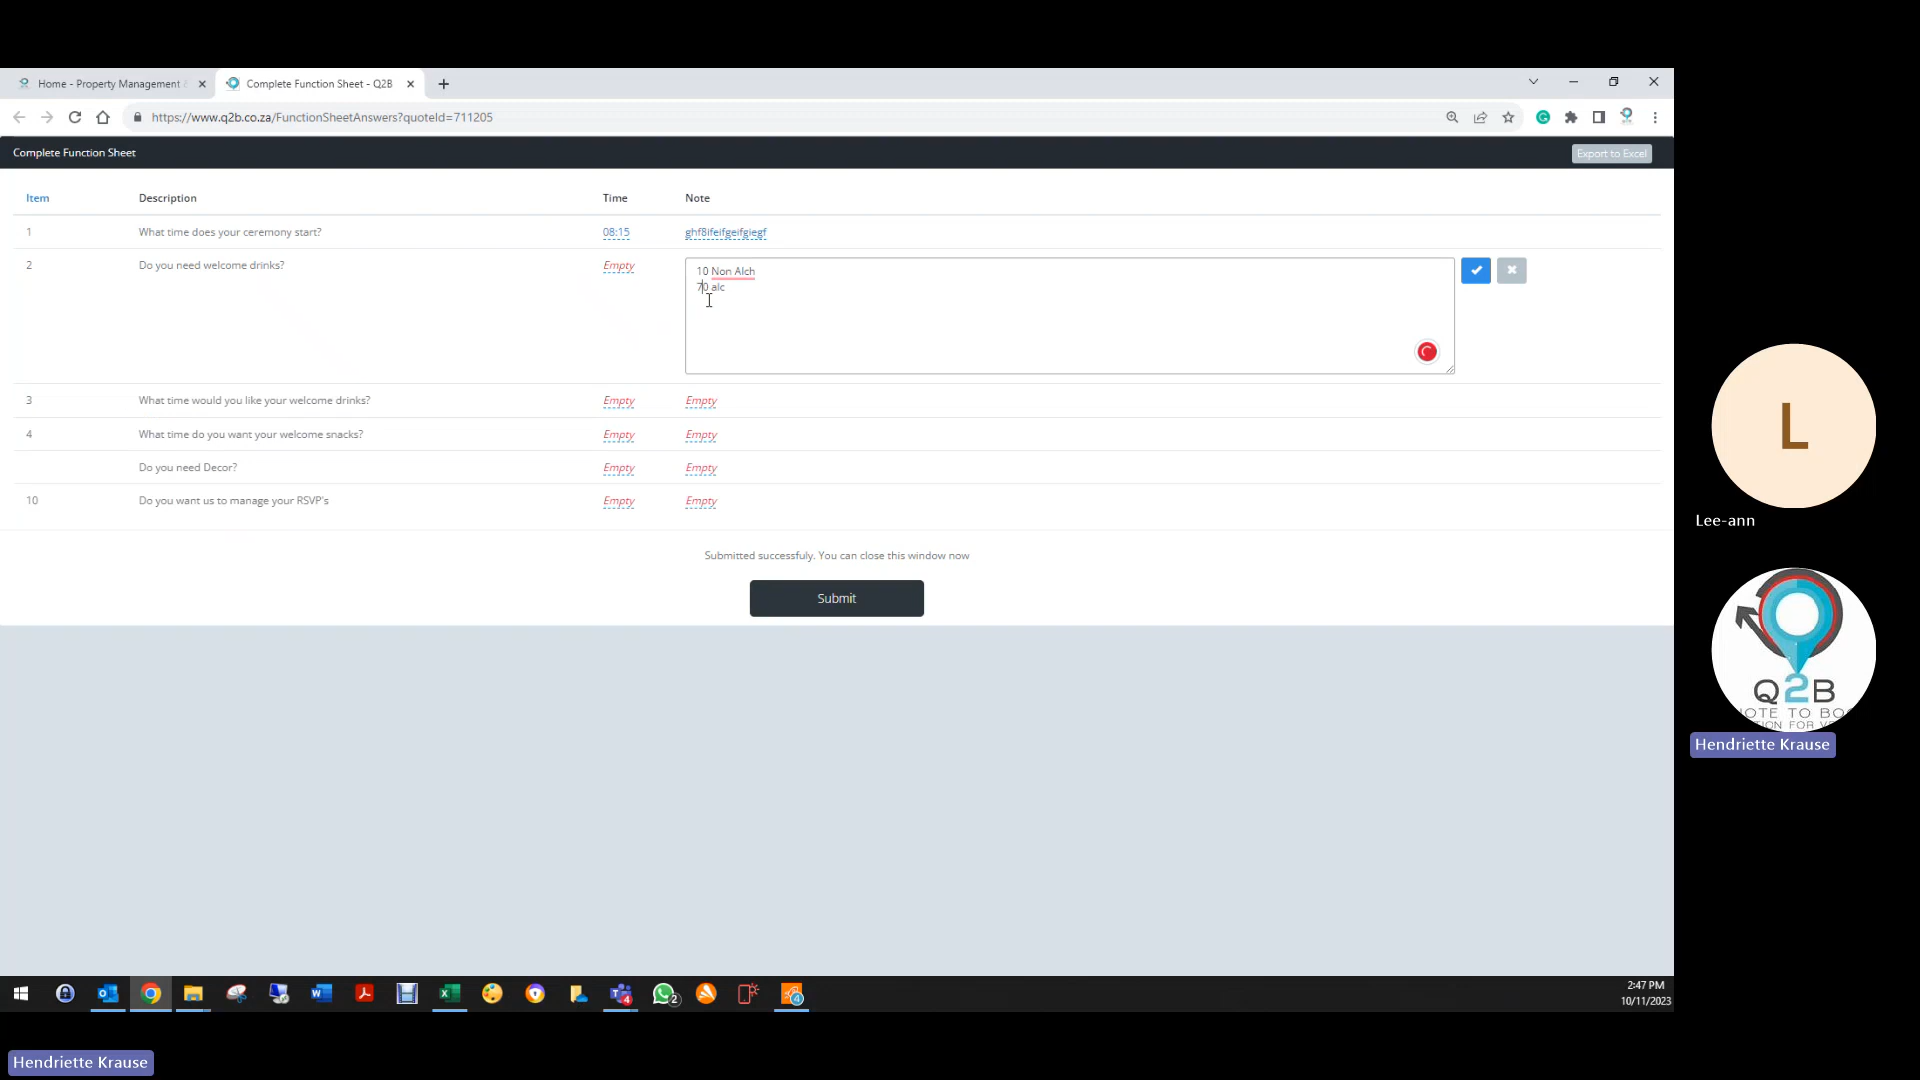 Home - Property Management
Complete Function Sheet - Q2B
https://www.q2b.co.za/FunctionSheetAnswers?quoteId=711205
Complete Function Sheet
Export to Excel
Item Description Time Note
1 What time does your ceremony start? 08:15 ghf8ifeifgeifgiegf
2 Do you need welcome drinks? Empty 10 Non Alch
70 alc
3 What time would you like your welcome drinks? Empty Empty
4 What time do you want your welcome snacks? Empty Empty
Do you need Decor? Empty Empty
10 Do you want us to manage your RSVP's Empty Empty
Submitted successfuly. You can close this window now
Submit
L
Lee-ann
Q2B
Hendriette Krause
4
2
4
2:47 PM
10/11/2023
Hendriette Krause